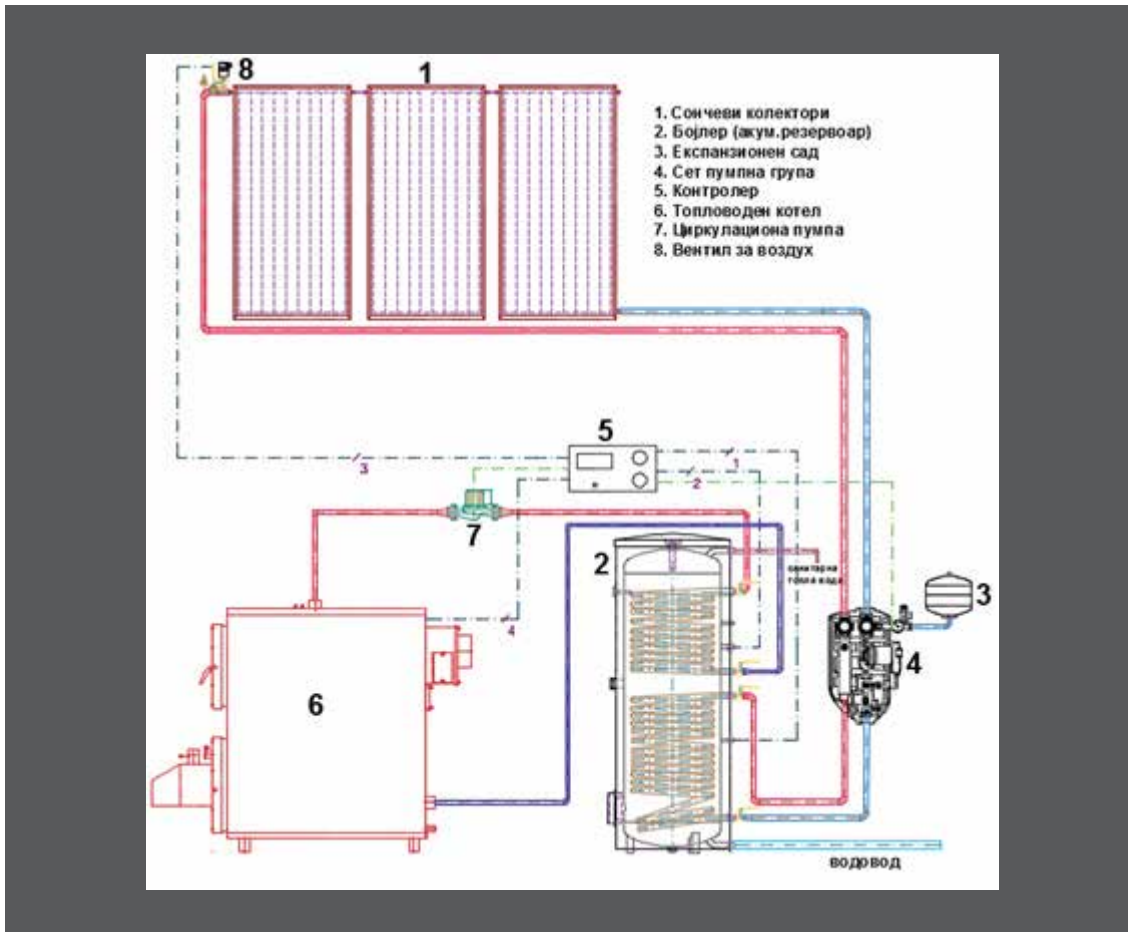 8
1
1. Сончеви колектори
2. Бојлер (акум.резервоар)
3. Експанзионен сад
4. Сет пумпна група
5. Контролер
6. Топловоден котел
7. Циркулациона пумпа
8. Вентил за воздух
5
3
1
2
7
2
санитарна
топла вода
3
4
4
6
ВОДОВОД